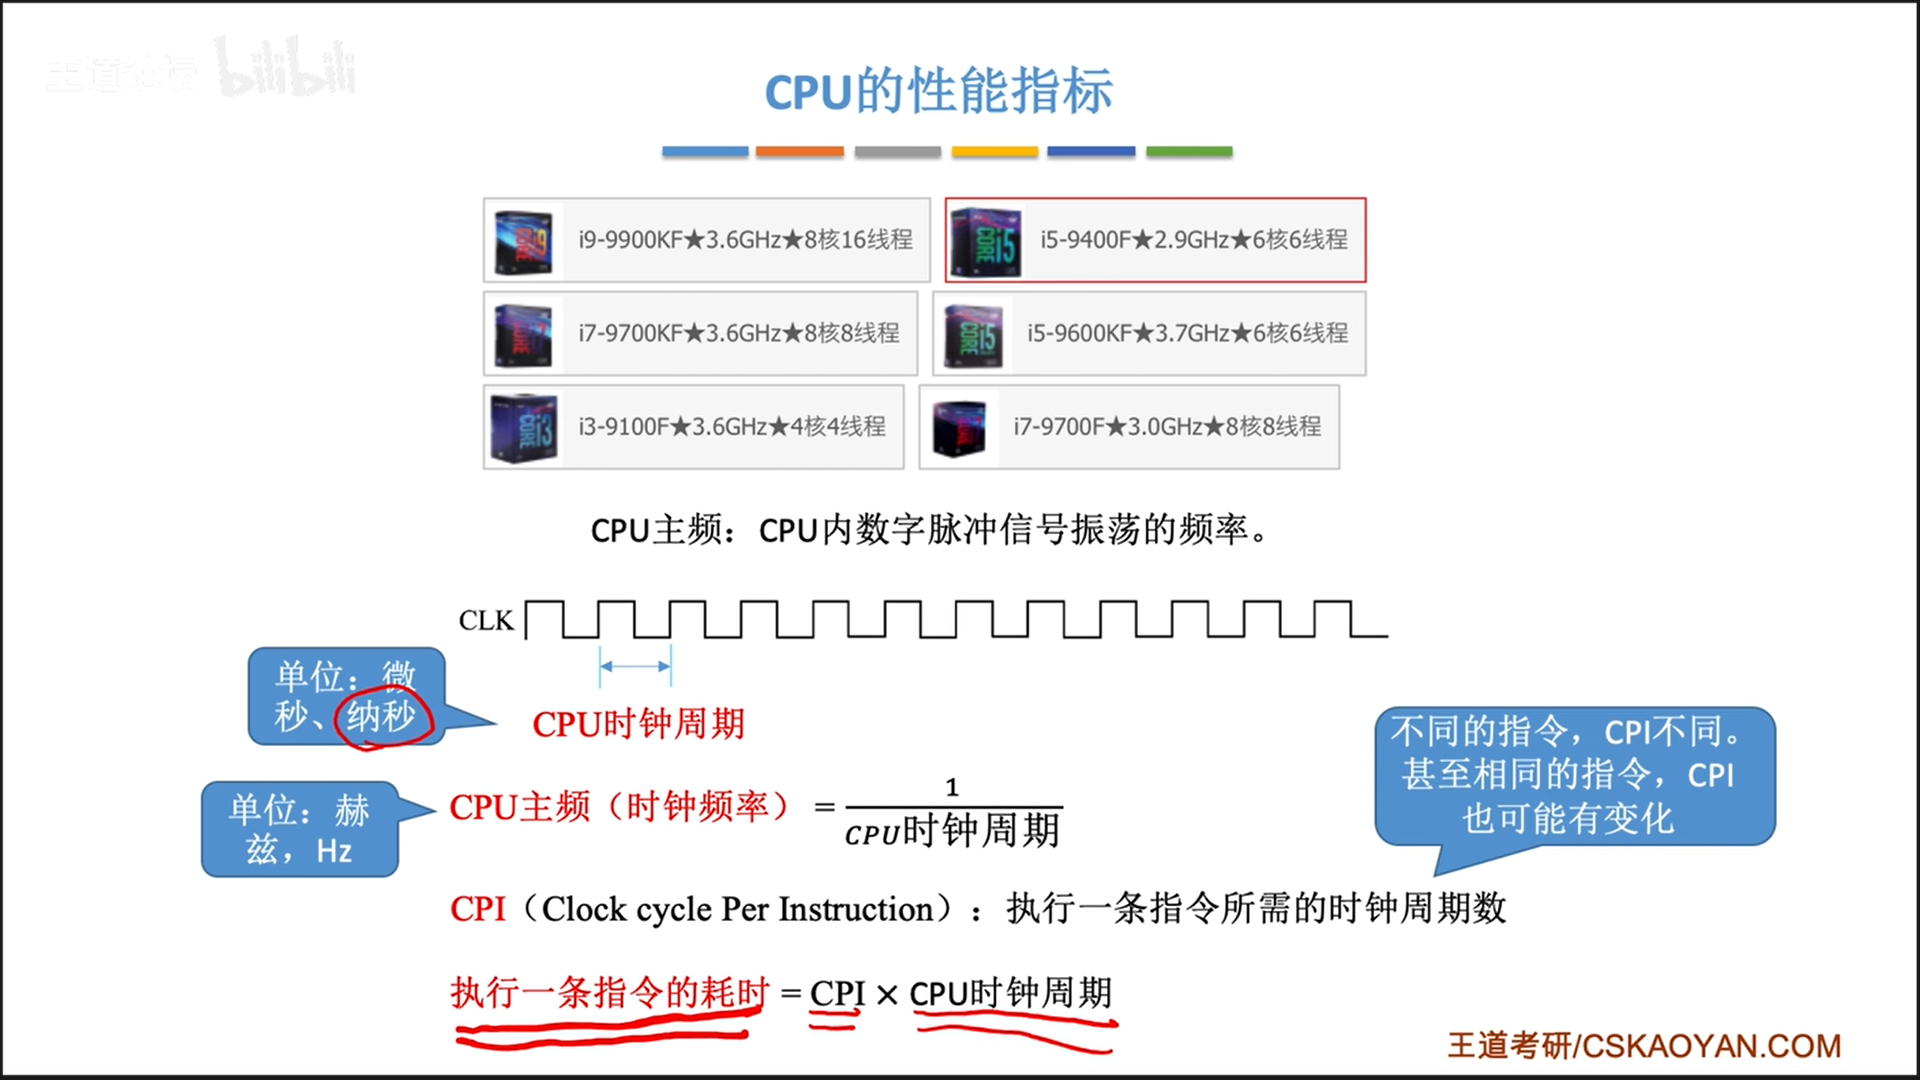 王道论坛 bilibili
CPU的性能指标
i9-9900KF★3.6GHz★8核16线程
i5-9400F★2.9GHz★6核6线程
i7-9700KF★3.6GHz★8核8线程
i5-9600KF★3.7GHz★6核6线程
i3-9100F★3.6GHz★4核4线程
i7-9700F★3.0GHz★8核8线程
CPU主频：CPU内数字脉冲信号振荡的频率。
CLK
单位：微
秒、纳秒
CPU时钟周期
单位：赫
兹，Hz
CPU主频（时钟频率） = 1
CPU时钟周期
不同的指令，CPI不同。
甚至相同的指令，CPI
也可能有变化
CPI（Clock cycle Per Instruction）：执行一条指令所需的时钟周期数
执行一条指令的耗时 = CPI × CPU时钟周期
王道考研/CSKAOYAN.COM